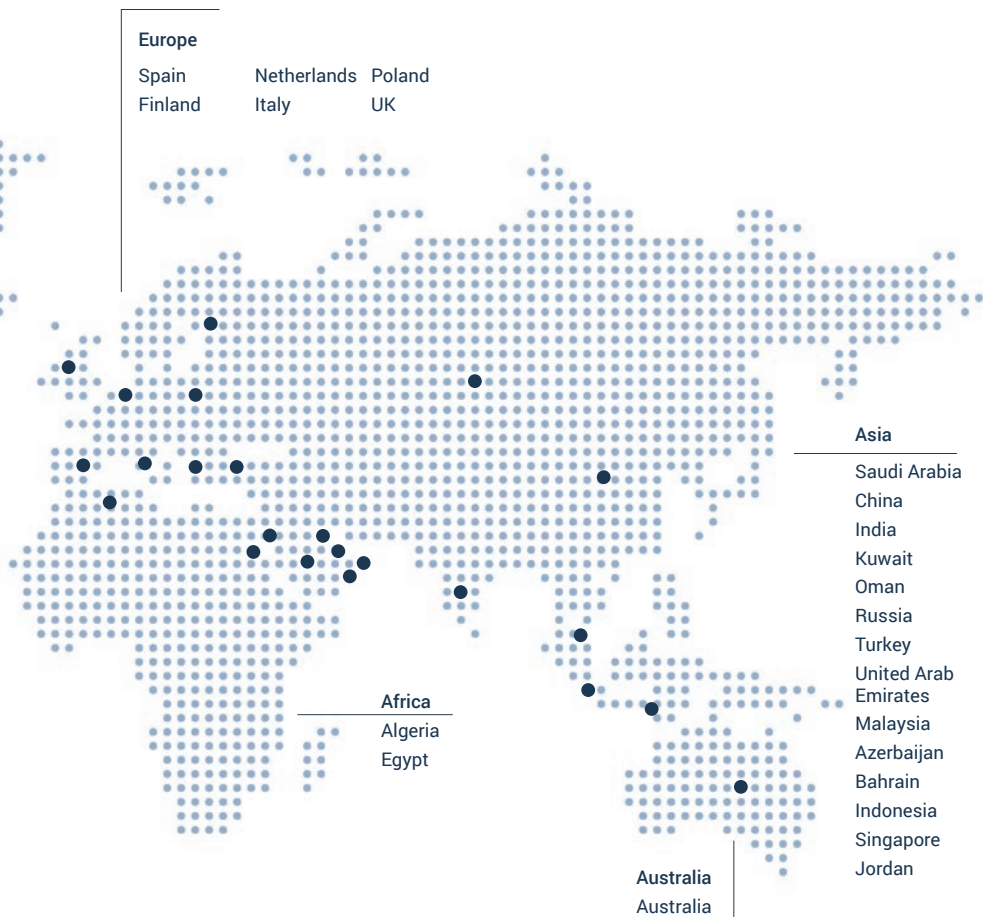 Europe
Spain Netherlands Poland
Finland Italy UK
Asia
Saudi Arabia
China
India
Kuwait
Oman
Russia
Turkey
United Arab
Emirates
Malaysia
Azerbaijan
Bahrain
Indonesia
Singapore
Jordan
Africa
Algeria
Egypt
Australia
Australia